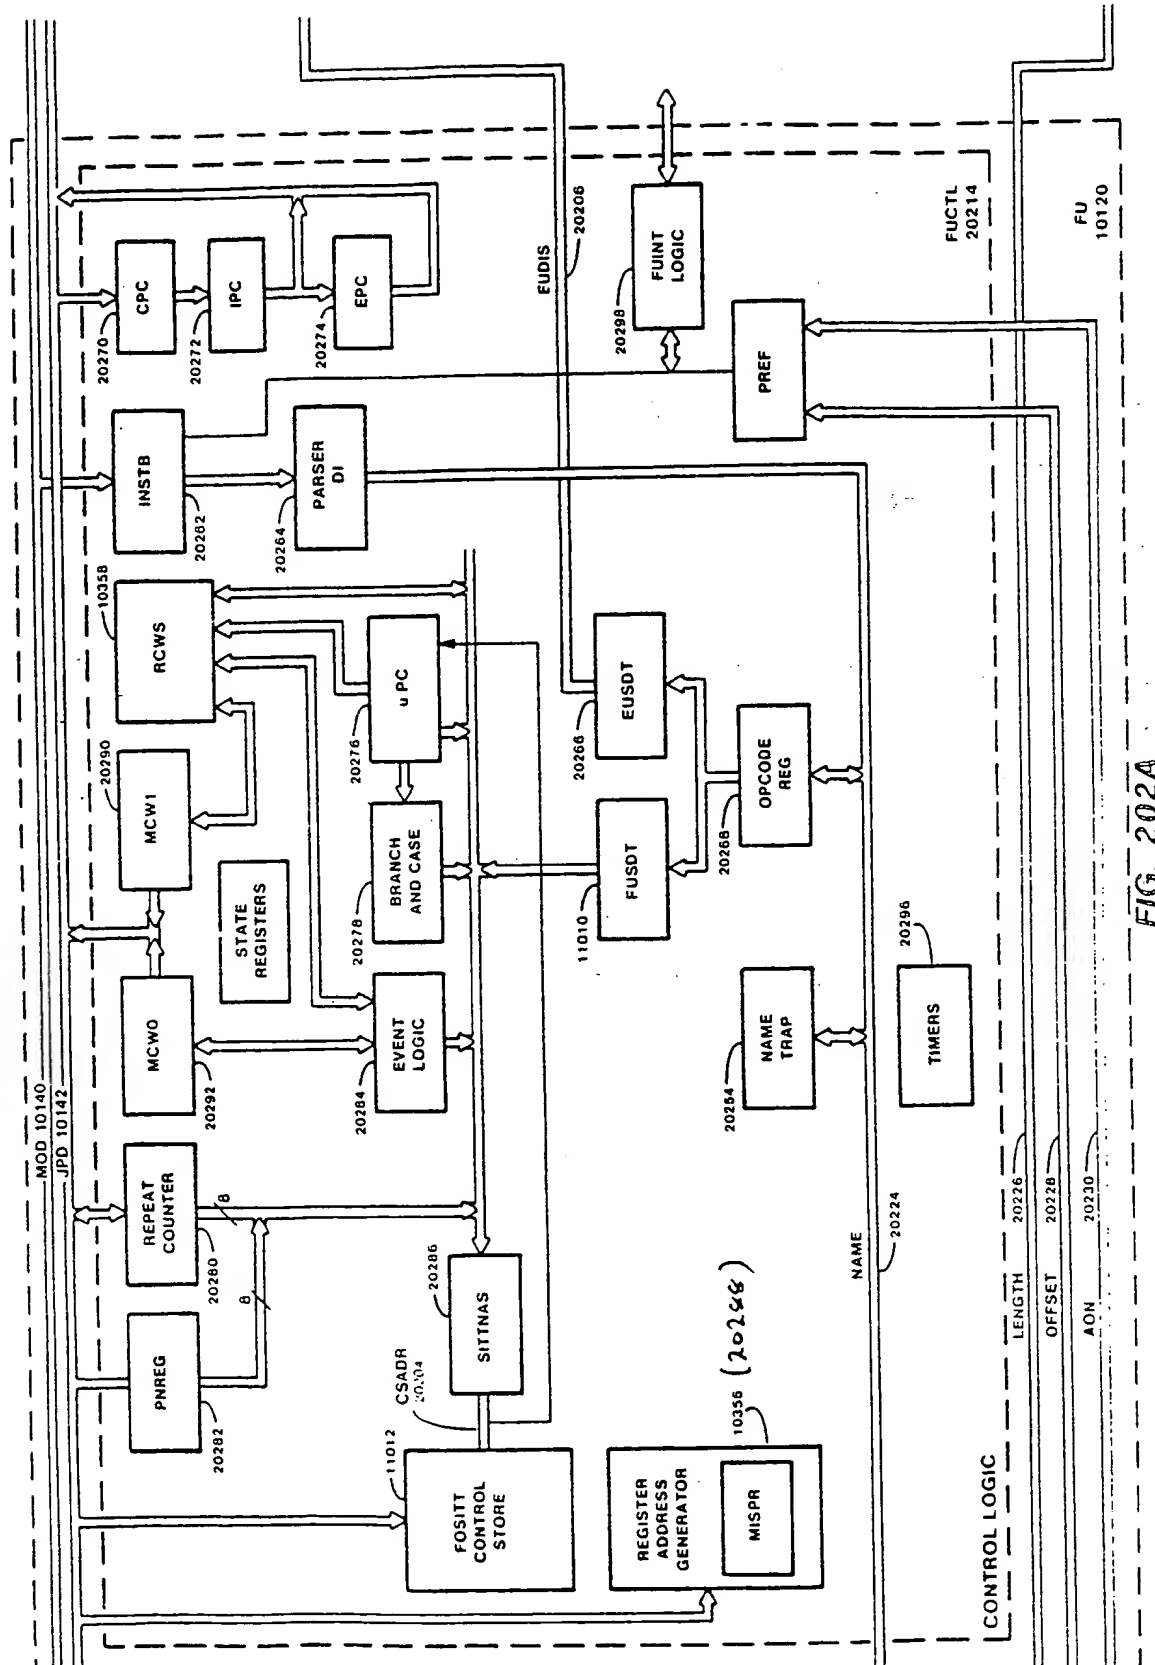 MOD 10140
JPD 10142
PNREG
20282
REPEAT
COUNTER
20280
8
8
MCW0
20292
MCW1
20290
STATE
REGISTERS
RCWS
10358
INSTB
20262
PARSER
DI
20264
CPC
20270
IPC
20272
EPC
20274
EVENT
LOGIC
20284
BRANCH
AND CASE
20278
u PC
20276
FOSITT
CONTROL
STORE
11012
CSADR
20204
SITTNAS
20286
REGISTER
ADDRESS
GENERATOR
MISPR
10356
(20288)
FUSDT
11010
EUSDT
20266
EUDIS
20206
FUINT
LOGIC
20298
PREF
NAME
TRAP
20254
OPCODE
REG
20268
TIMERS
20296
NAME
20224
CONTROL LOGIC
FUCTL
20214
LENGTH
20226
OFFSET
20228
AON
20230
FU
10120
FIG. 202A